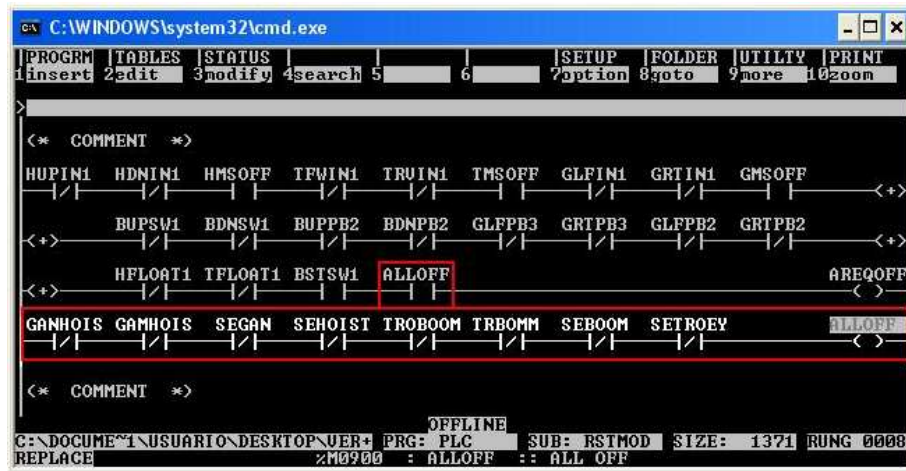 C:\WINDOWS\system32\cmd.exe
|PROGRM |TABLES |STATUS | | | |SETUP |FOLDER |UTILTY |PRINT
1insert 2edit 3modify 4search 5 6 7option 8goto 9more 10zoom
>
(* COMMENT *)
HUPIN1 HDNIN1 HMSOFF TFWIN1 TRVIN1 TMSOFF GLFIN1 GRTIN1 GMSOFF
<+>
BUPSW1 BDNSW1 BUPPB2 BDNPB2 GLFPB3 GRTPB3 GLFPB2 GRTPB2
<+> <+>
HFLOAT1 TFLOAT1 BSTSW1 ALLOFF AREQOFF
<+>
GANHOIS GAMHOIS SEGAN SEHOIST TROBOOM TRBOMM SEBOOM SETROEY ALLOFF
(* COMMENT *)
OFFLINE
C:\DOCUME~1\USUARIO\DESKTOP\VER+ PRG: PLC SUB: RSTMOD SIZE: 1371 RUNG 0008
REPLACE %M0900 : ALLOFF :: ALL OFF